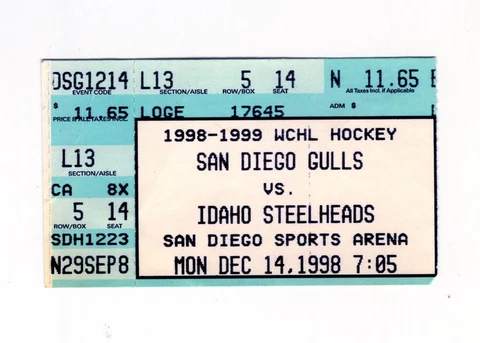 DSG1214 L13 5 14 N 11.65
EVENT CODE SECTION/AISLE ROW/BOX SEAT All Taxes Incl. if Applicable
$ 11.65 LOGE 17645 ADM $
PRICE & ALL TAXES INCL.
1998-1999 WCHL HOCKEY
L13 SAN DIEGO GULLS
SECTION/AISLE
CA 8X VS.
5 14 IDAHO STEELHEADS
ROW/BOX SEAT
SDH1223 SAN DIEGO SPORTS ARENA
N29SEP8 MON DEC 14,1998 7:05